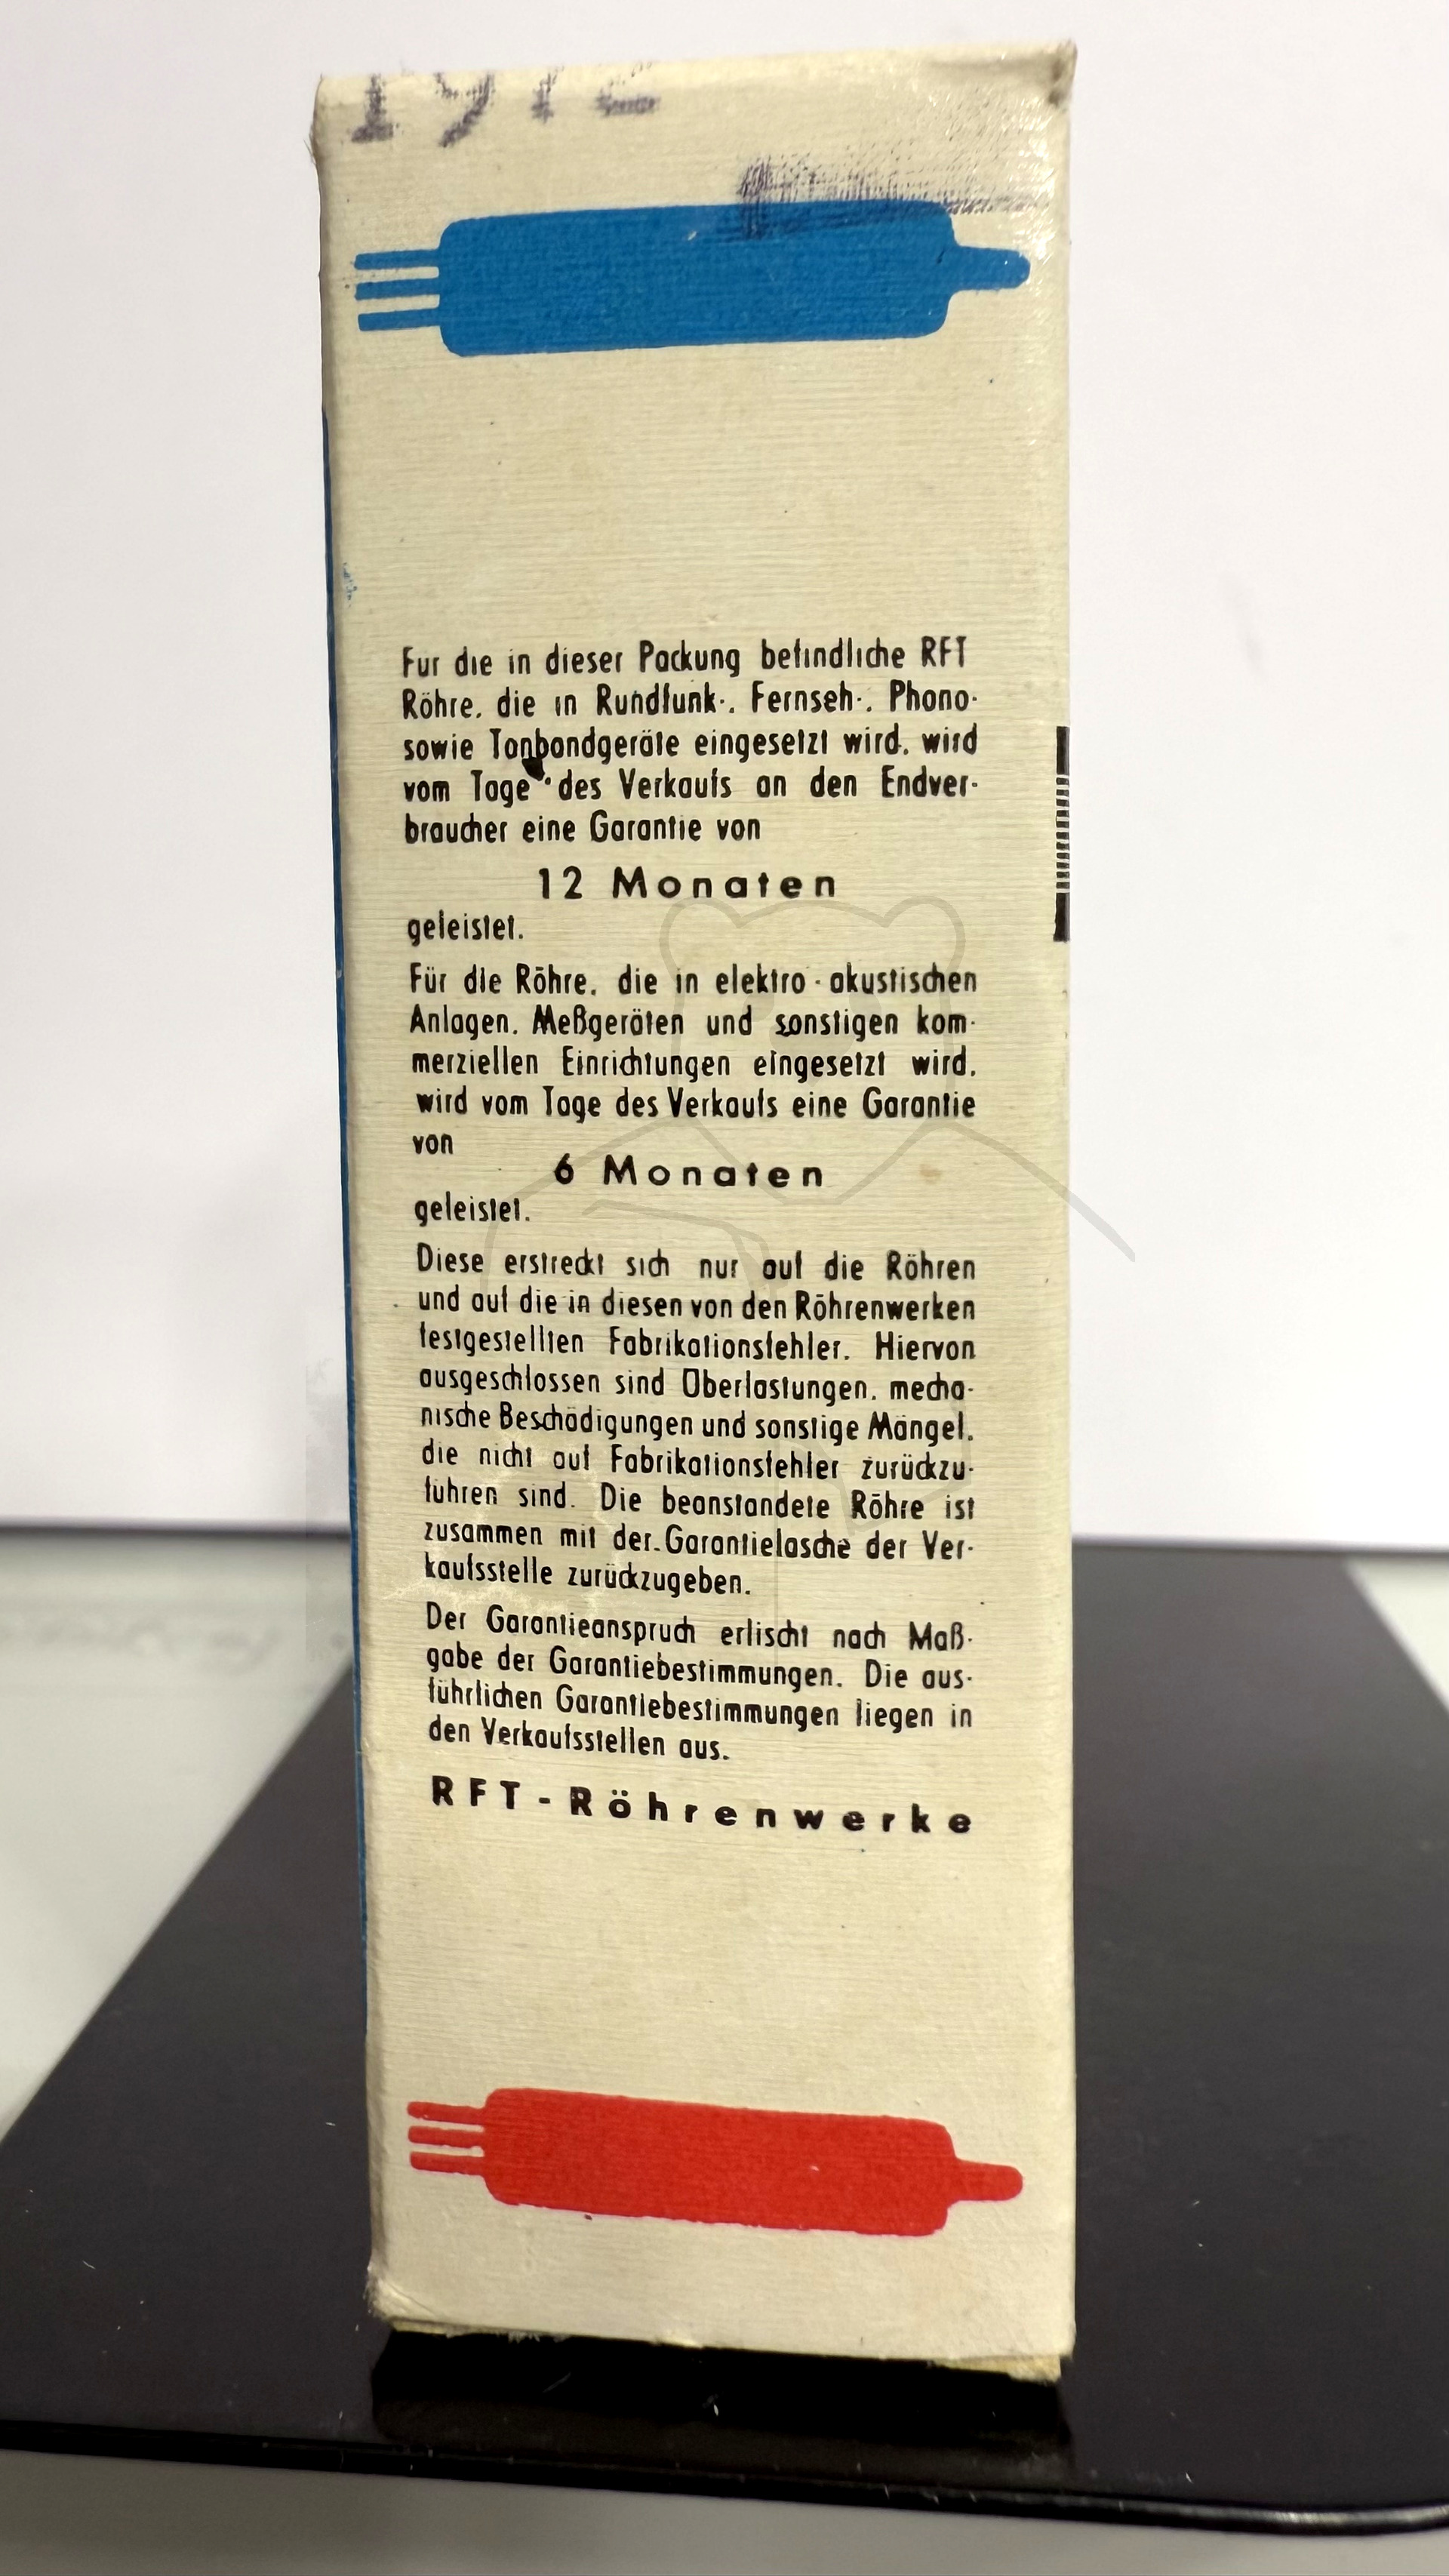 1972
Für die in dieser Packung befindliche RFT
Röhre, die in Rundfunk-, Fernseh-, Phono-
sowie Tonbandgeräte eingesetzt wird, wird
vom Tage des Verkaufs an den Endver-
braucher eine Garantie von
12 Monaten
geleistet.
Für die Röhre, die in elektro-akustischen
Anlagen, Meßgeräten und sonstigen kom-
merziellen Einrichtungen eingesetzt wird,
wird vom Tage des Verkaufs eine Garantie
von
6 Monaten
geleistet.
Diese erstreckt sich nur auf die Röhren
und auf die in diesen von den Röhrenwerken
festgestellten Fabrikationsfehler. Hiervon
ausgeschlossen sind Überlastungen, mecha-
nische Beschädigungen und sonstige Mängel,
die nicht auf Fabrikationsfehler zurückzu-
führen sind. Die beanstandete Röhre ist
zusammen mit der Garantielasche der Ver-
kaufsstelle zurückzugeben.
Der Garantieanspruch erlischt nach Maß-
gabe der Garantiebestimmungen. Die aus-
führlichen Garantiebestimmungen liegen in
den Verkaufsstellen aus.
RFT-Röhrenwerke